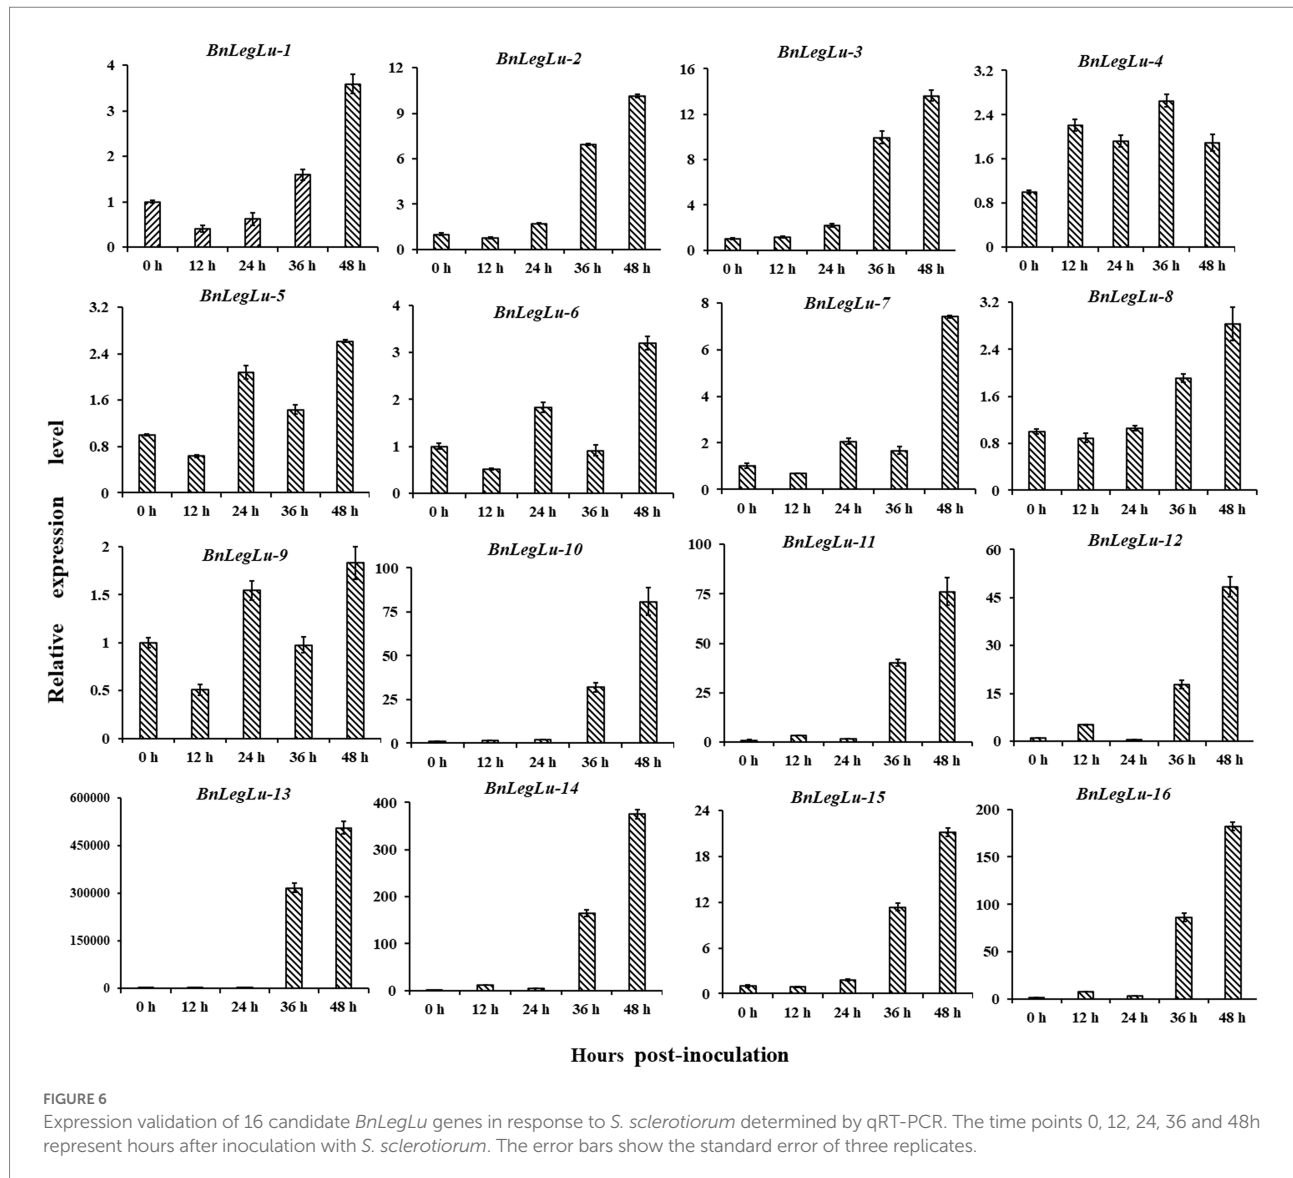 BnLegLu-1
4
3
2
1
0
0 h 12 h 24 h 36 h 48 h
BnLegLu-2
12
9
6
3
0
0 h 12 h 24 h 36 h 48 h
BnLegLu-3
16
12
8
4
0
0 h 12 h 24 h 36 h 48 h
BnLegLu-4
3.2
2.4
1.6
0.8
0
0 h 12 h 24 h 36 h 48 h
Relative expression level
BnLegLu-5
3.2
2.4
1.6
0.8
0
0 h 12 h 24 h 36 h 48 h
BnLegLu-6
4
3
2
1
0
0 h 12 h 24 h 36 h 48 h
BnLegLu-7
8
6
4
2
0
0 h 12 h 24 h 36 h 48 h
BnLegLu-8
3.2
2.4
1.6
0.8
0
0 h 12 h 24 h 36 h 48 h
BnLegLu-9
2
1.5
1
0.5
0
0 h 12 h 24 h 36 h 48 h
BnLegLu-10
100
75
50
25
0
0 h 12 h 24 h 36 h 48 h
BnLegLu-11
100
75
50
25
0
0 h 12 h 24 h 36 h 48 h
BnLegLu-12
60
45
30
15
0
0 h 12 h 24 h 36 h 48 h
BnLegLu-13
600000
450000
300000
150000
0
0 h 12 h 24 h 36 h 48 h
BnLegLu-14
400
300
200
100
0
0 h 12 h 24 h 36 h 48 h
BnLegLu-15
24
18
12
6
0
0 h 12 h 24 h 36 h 48 h
BnLegLu-16
200
150
100
50
0
0 h 12 h 24 h 36 h 48 h
Hours post-inoculation
FIGURE 6
Expression validation of 16 candidate BnLegLu genes in response to S. sclerotiorum determined by qRT-PCR. The time points 0, 12, 24, 36 and 48h
represent hours after inoculation with S. sclerotiorum. The error bars show the standard error of three replicates.